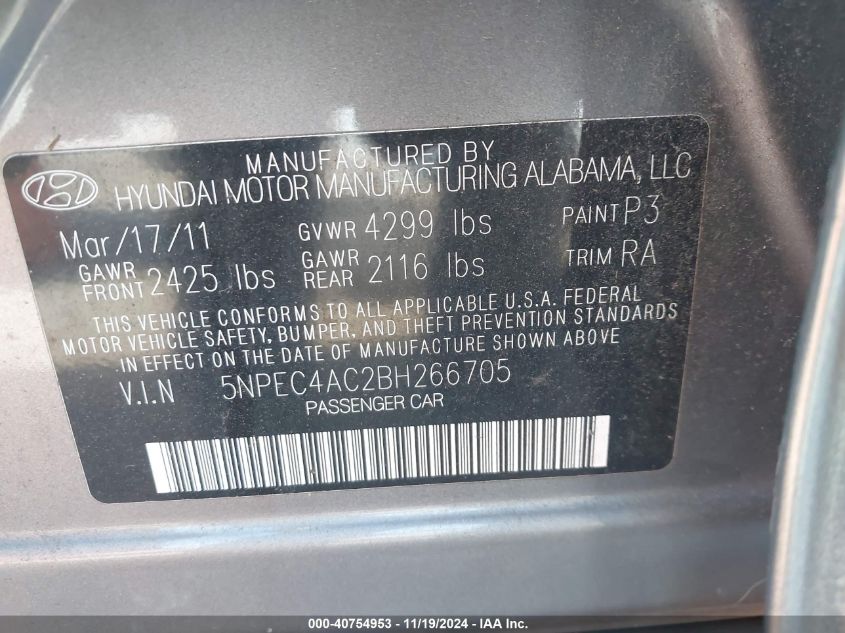 MANUFACTURED BY
HYUNDAI MOTOR MANUFACTURING ALABAMA, LLC
Mar/17/11 GVWR 4299 lbs PAINT P3
GAWR FRONT 2425 lbs GAWR REAR 2116 lbs TRIM RA
THIS VEHICLE CONFORMS TO ALL APPLICABLE U.S.A. FEDERAL
MOTOR VEHICLE SAFETY, BUMPER, AND THEFT PREVENTION STANDARDS
IN EFFECT ON THE DATE OF MANUFACTURE SHOWN ABOVE
V.I.N 5NPEC4AC2BH266705
PASSENGER CAR
000-40754953 - 11/19/2024 - IAA Inc.